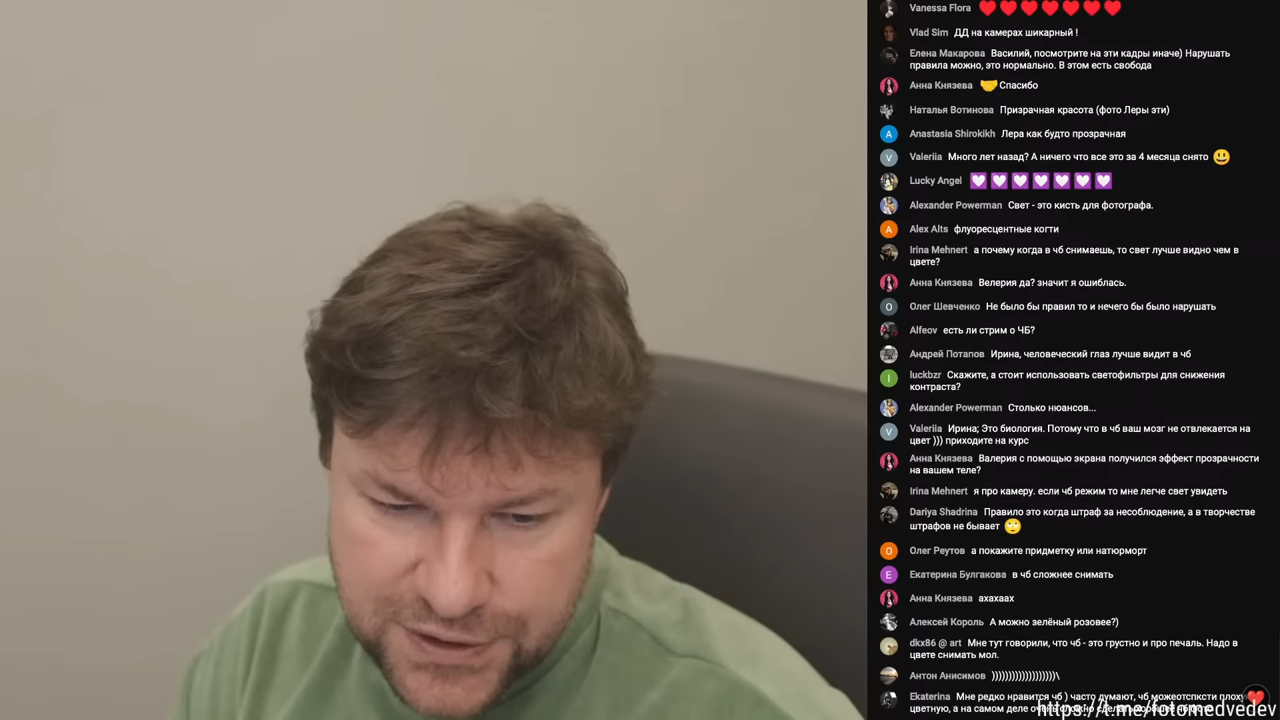 Vanessa Flora ❤❤❤❤❤❤❤
Vlad Sim ДД на камерах шикарный !
Елена Макарова Василий, посмотрите на эти кадры иначе) Нарушать
правила можно, это нормально. В этом есть свобода
Анна Князева 🤝Спасибо
Наталья Вотинова Призрачная красота (фото Леры эти)
A Anastasia Shirokikh Лера как будто прозрачная
V Valeriia Много лет назад? А ничего что все это за 4 месяца снято 😃
Lucky Angel 💟💟💟💟💟💟💟
Alexander Powerman Свет - это кисть для фотографа.
A Alex Alts флуоресцентные когти
Irina Mehnert а почему когда в чб снимаешь, то свет лучше видно чем в
цвете?
Анна Князева Велерия да? значит я ошиблась.
О Олег Шевченко Не было бы правил то и нечего бы было нарушать
Alfeov есть ли стрим о ЧБ?
Андрей Потапов Ирина, человеческий глаз лучше видит в чб
l luckbzr Скажите, а стоит использовать светофильтры для снижения
контраста?
Alexander Powerman Столько нюансов...
V Valeriia Ирина; Это биология. Потому что в чб ваш мозг не отвлекается на
цвет ))) приходите на курс
Анна Князева Валерия с помощью экрана получился эффект прозрачности
на вашем теле?
Irina Mehnert я про камеру. если чб режим то мне легче свет увидеть
Dariya Shadrina Правило это когда штраф за несоблюдение, а в творчестве
штрафов не бывает 🙄
О Олег Реутов а покажите придметку или натюрморт
Е Екатерина Булгакова в чб сложнее снимать
Анна Князева ахахаах
Алексей Король А можно зелёный розовее?)
dkx86 @ art Мне тут говорили, что чб - это грустно и про печаль. Надо в
цвете снимать мол.
Антон Анисимов ))))))))))))))))))))\
Ekaterina Мне редко нравится чб ) часто думают, чб можеотспксти плоху
цветную, а на самом деле очень сложно
https://t.me/fotomedvedev